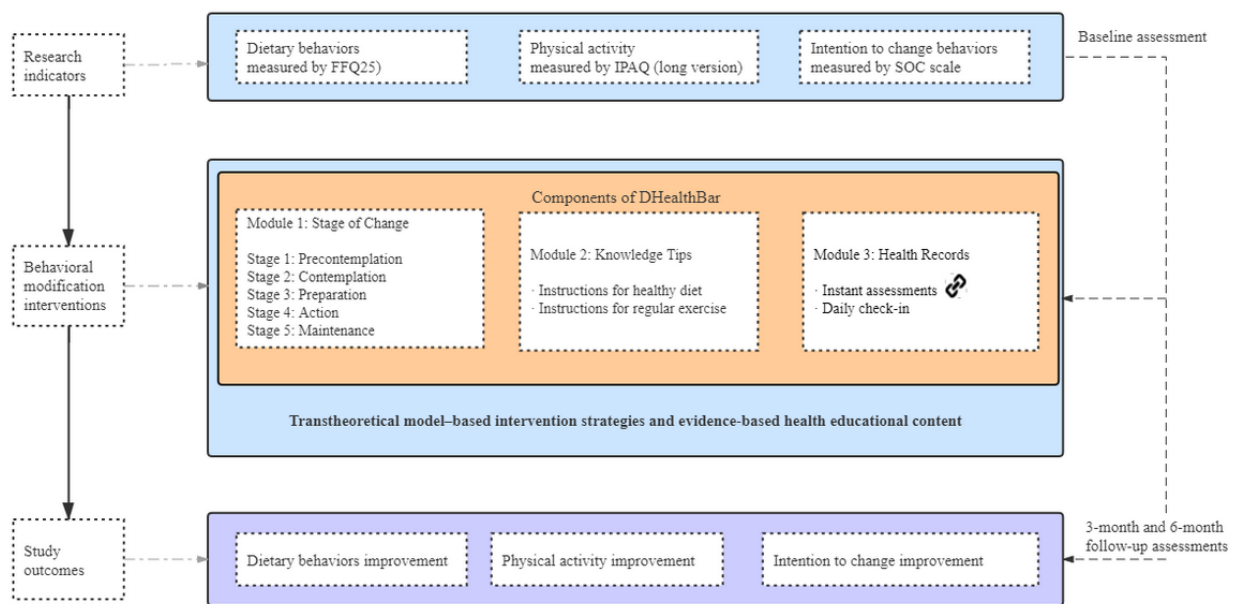 Research
indicators
Dietary behaviors
measured by FFQ25)
Physical activity
measured by IPAQ (long version)
Intention to change behaviors
measured by SOC scale
Baseline assessment
Behavioral
modification
interventions
Components of DHealthBar
Module 1: Stage of Change
Stage 1: Precontemplation
Stage 2: Contemplation
Stage 3: Preparation
Stage 4: Action
Stage 5: Maintenance
Module 2: Knowledge Tips
· Instructions for healthy diet
· Instructions for regular exercise
Module 3: Health Records
· Instant assessments
· Daily check-in
Transtheoretical model–based intervention strategies and evidence-based health educational content
Study
outcomes
Dietary behaviors improvement
Physical activity improvement
Intention to change improvement
3-month and 6-month
follow-up assessments